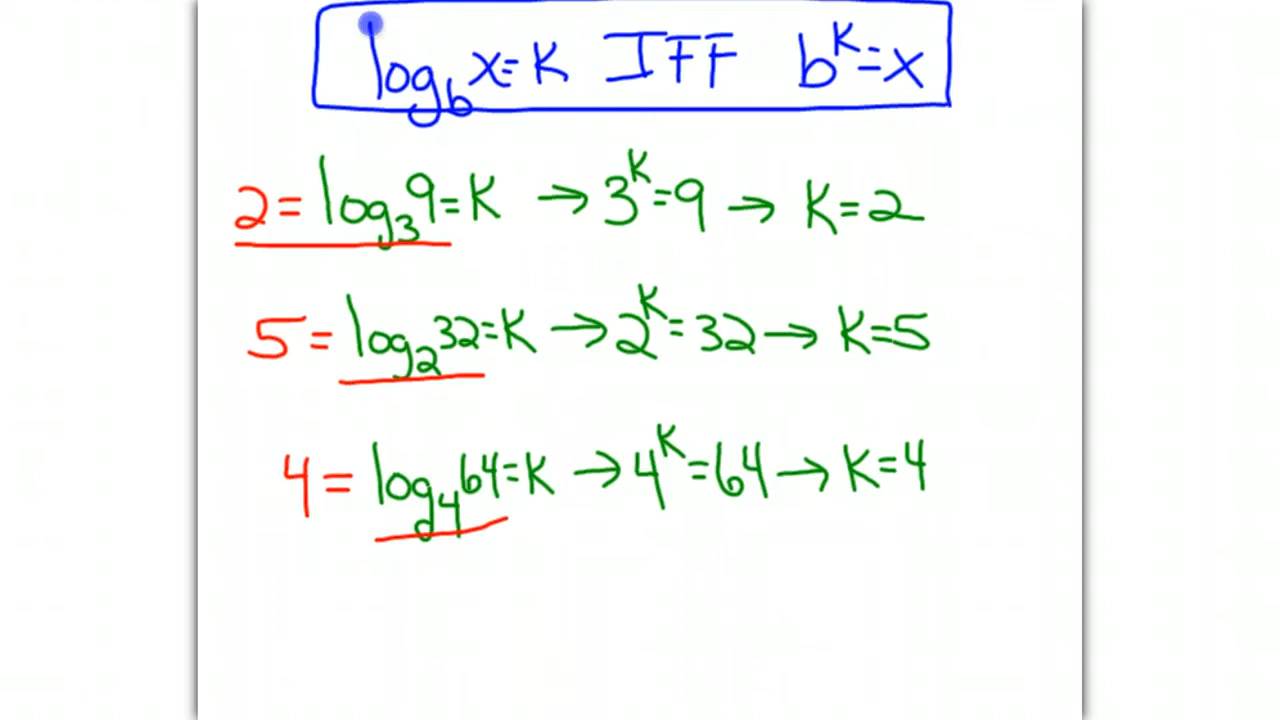 log_b x = K IFF b^K = x
2 = log_3 9 = K → 3^K = 9 → K = 2
5 = log_2 32 = K → 2^K = 32 → K = 5
4 = log_4 64 = K → 4^K = 64 → K = 4